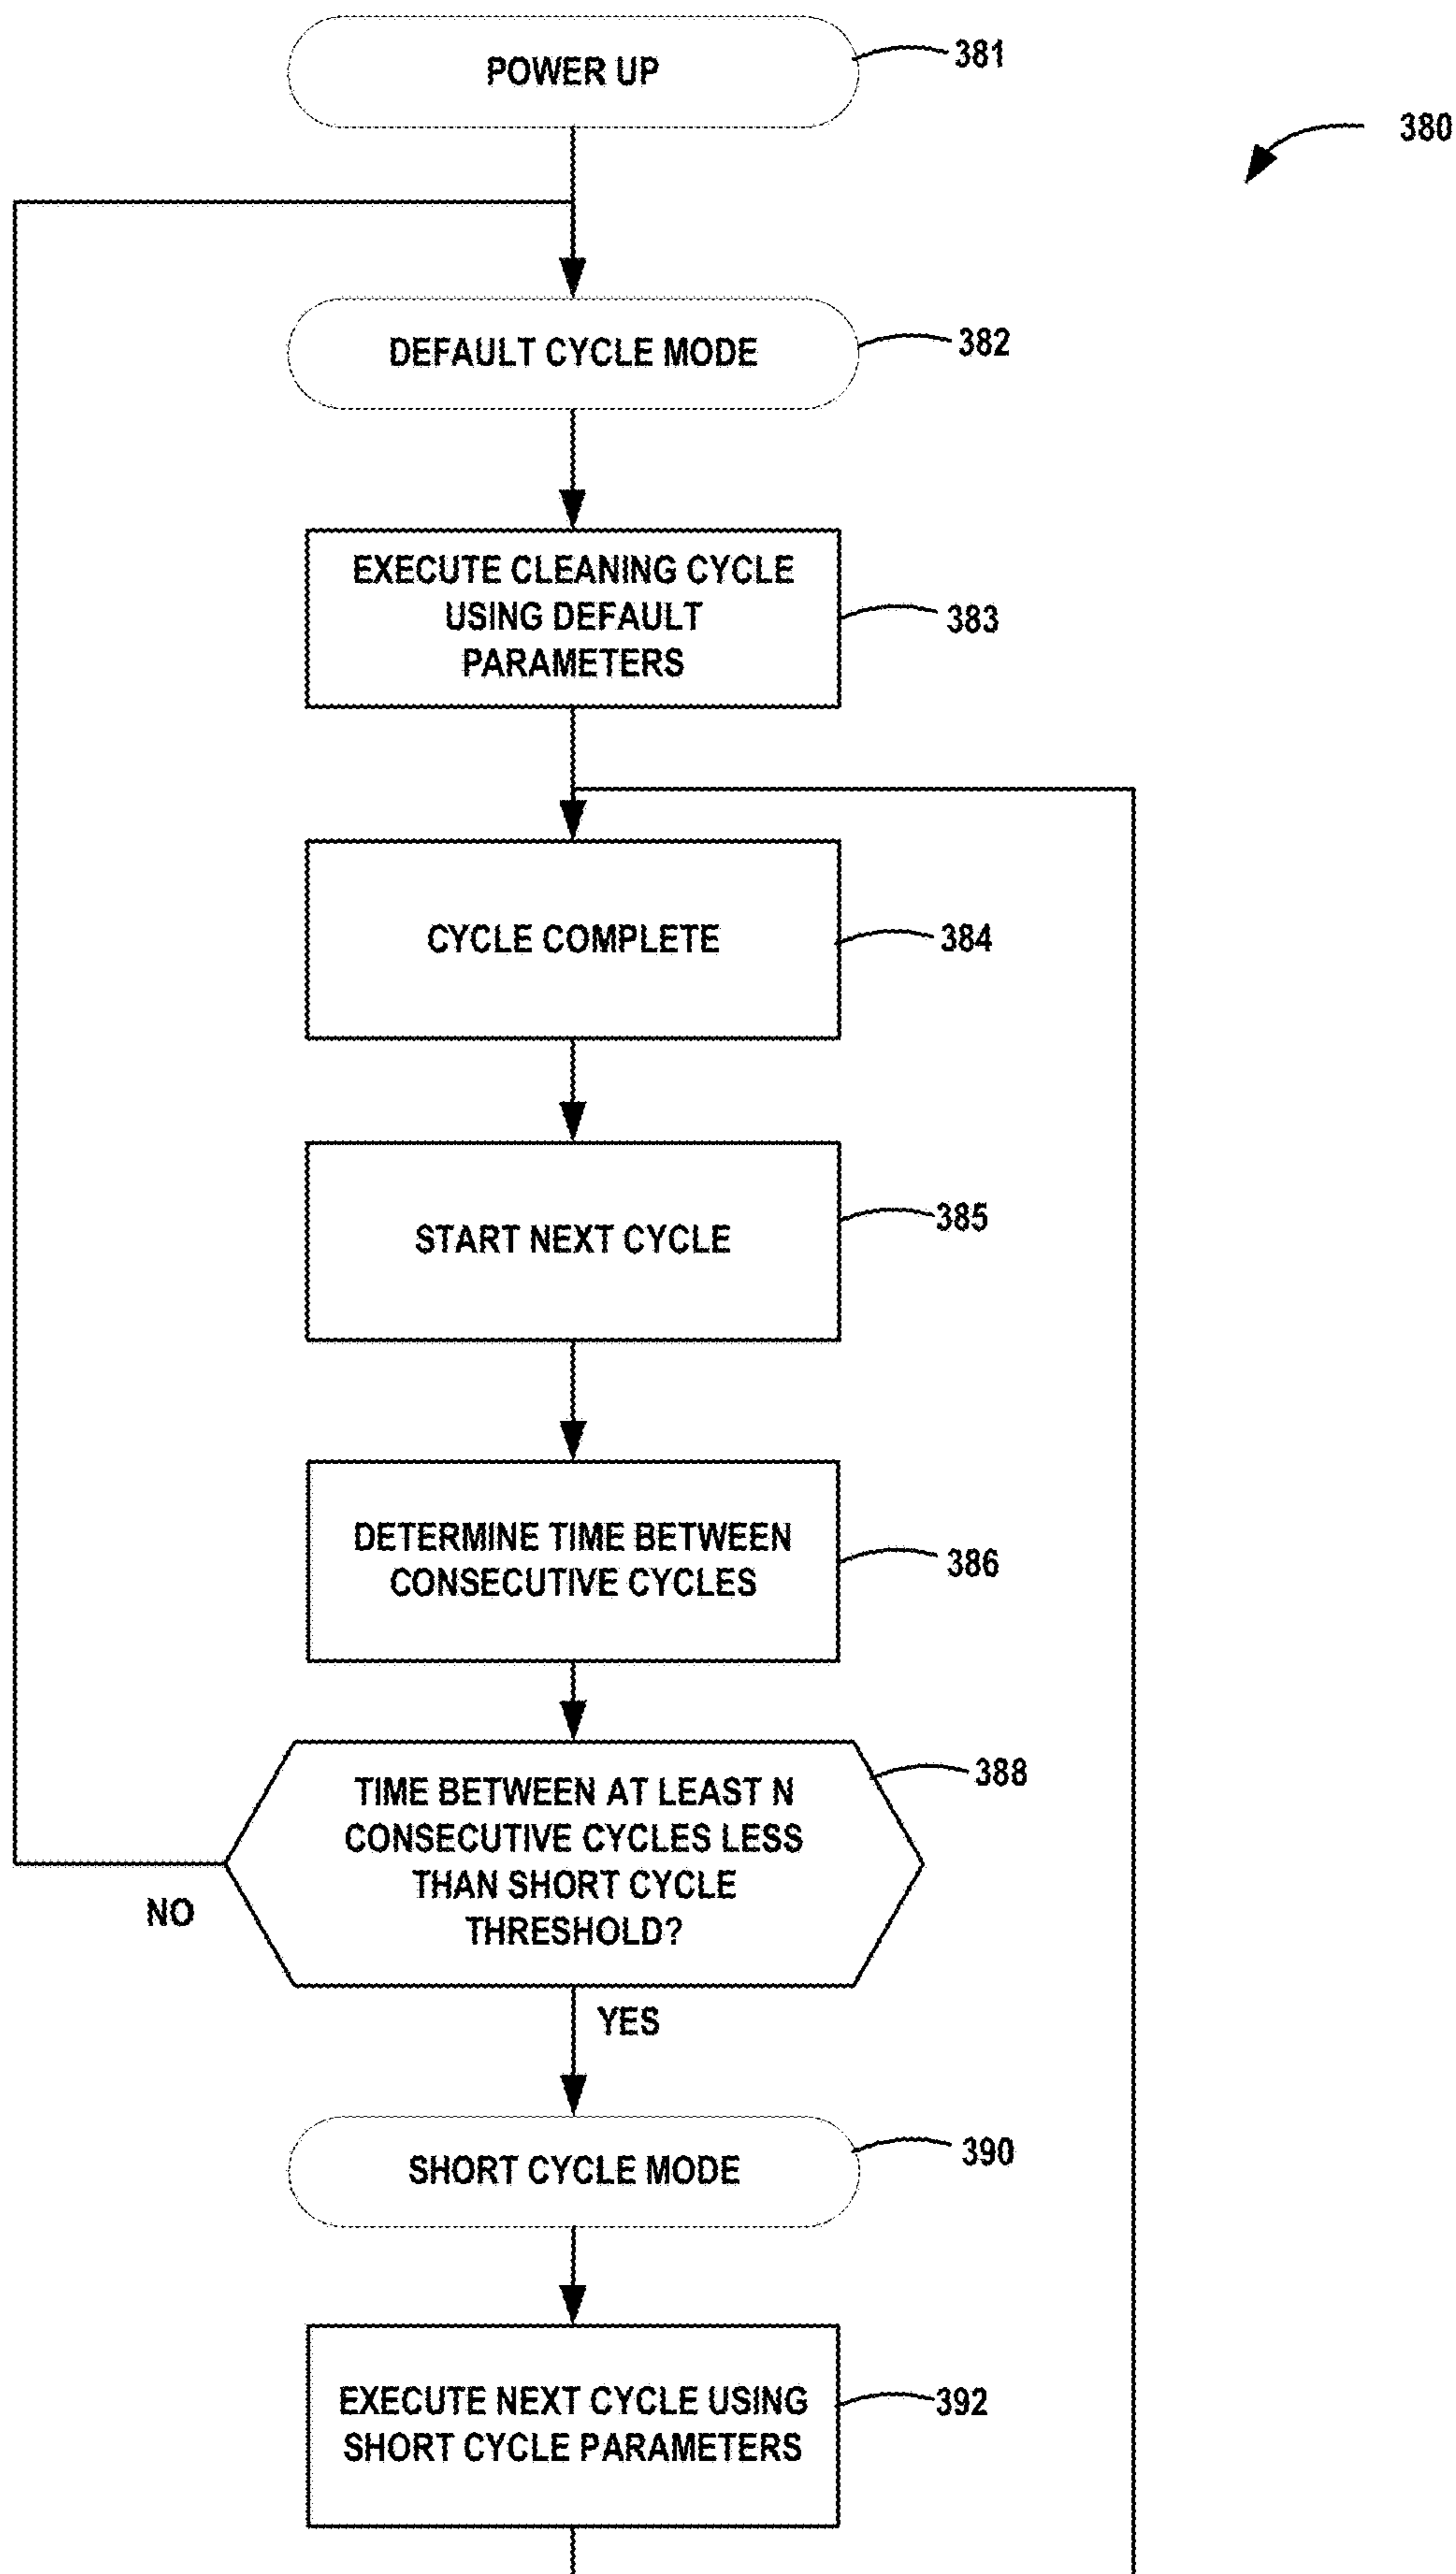 POWER UP
381
380
DEFAULT CYCLE MODE
382
EXECUTE CLEANING CYCLE
USING DEFAULT
PARAMETERS
383
CYCLE COMPLETE
384
START NEXT CYCLE
385
DETERMINE TIME BETWEEN
CONSECUTIVE CYCLES
386
TIME BETWEEN AT LEAST N
CONSECUTIVE CYCLES LESS
THAN SHORT CYCLE
THRESHOLD?
388
NO
YES
SHORT CYCLE MODE
390
EXECUTE NEXT CYCLE USING
SHORT CYCLE PARAMETERS
392